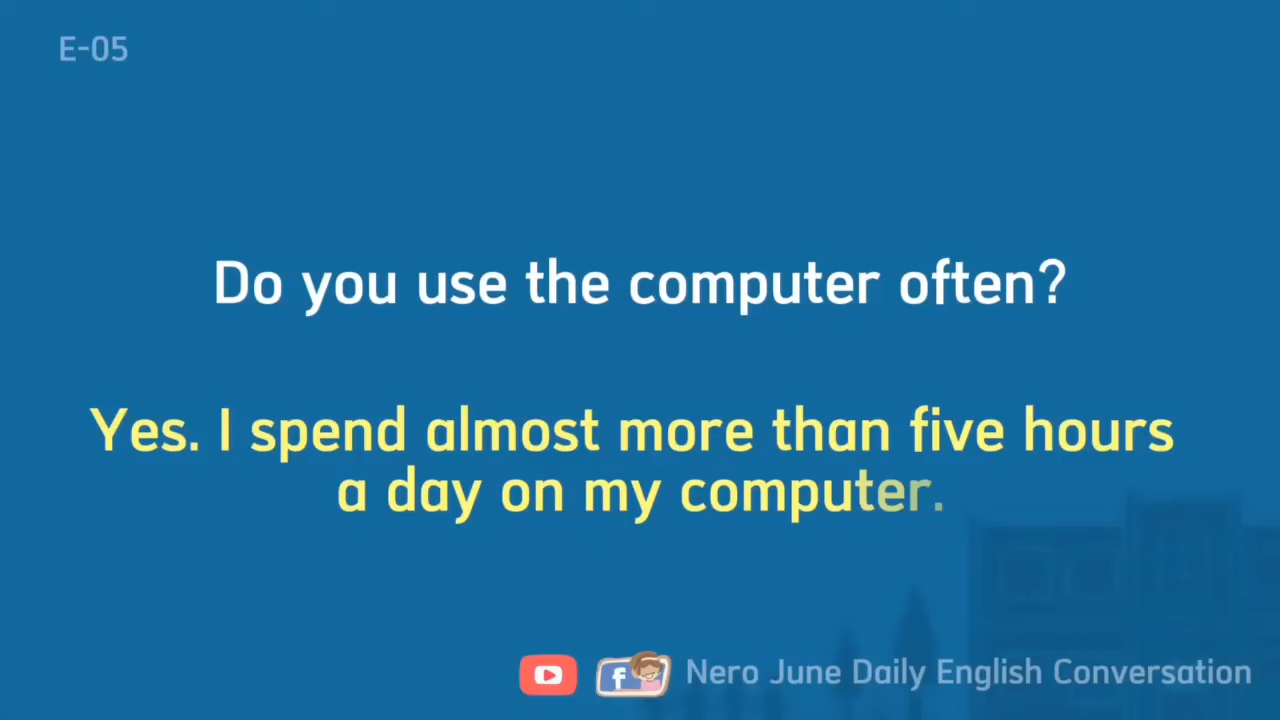 E-05
Do you use the computer often?
Yes. I spend almost more than five hours
a day on my computer.
f
Nero June Daily English Conversation